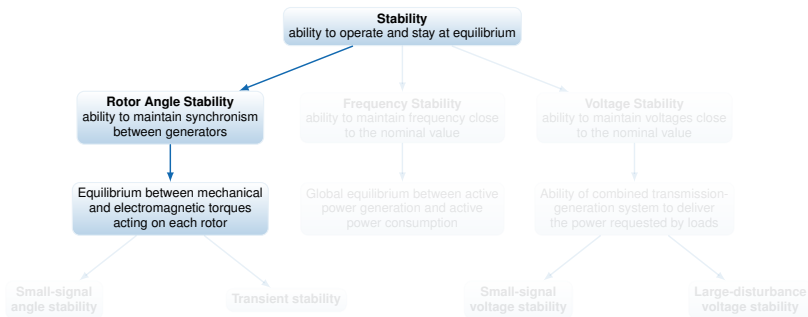 Stability
ability to operate and stay at equilibrium
Rotor Angle Stability
ability to maintain synchronism
between generators
Frequency Stability
ability to maintain frequency close
to the nominal value
Voltage Stability
ability to maintain voltages close
to the nominal value
Equilibrium between mechanical
and electromagnetic torques
acting on each rotor
Global equilibrium between active
power generation and active
power consumption
Ability of combined transmission-
generation system to deliver
the power requested by loads
Small-signal
angle stability
Transient stability
Small-signal
voltage stability
Large-disturbance
voltage stability